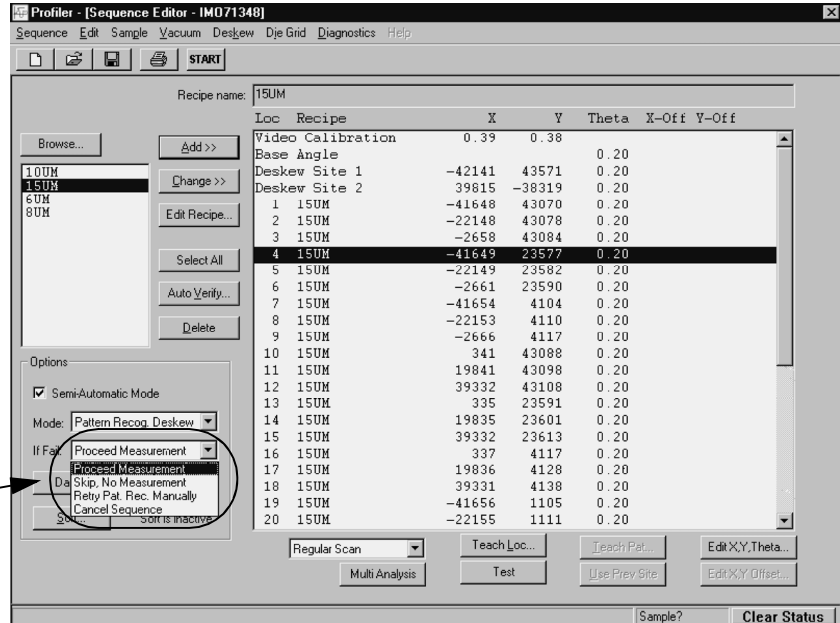 Profiler - [Sequence Editor - IMO71348]
Sequence Edit Sample Vacuum Deskew Die Grid Diagnostics Help
START
Recipe name: 15UM
Loc Recipe X Y Theta X-Off Y-Off
Browse...
10UM
15UM
6UM
8UM
Add >>
Change >>
Edit Recipe...
Select All
Auto Verify...
Delete
Video Calibration 0.39 0.38
Base Angle 0.20
Deskew Site 1 -42141 43571 0.20
Deskew Site 2 39815 -38319 0.20
1 15UM -41648 43070 0.20
2 15UM -22148 43078 0.20
3 15UM -2658 43084 0.20
4 15UM -41649 23577 0.20
5 15UM -22149 23582 0.20
6 15UM -2661 23590 0.20
7 15UM -41654 4104 0.20
8 15UM -22153 4110 0.20
9 15UM -2666 4117 0.20
10 15UM 341 43088 0.20
11 15UM 19841 43098 0.20
12 15UM 39332 43108 0.20
13 15UM 335 23591 0.20
14 15UM 19835 23601 0.20
15 15UM 39332 23613 0.20
16 15UM 337 4117 0.20
17 15UM 19836 4128 0.20
18 15UM 39331 4138 0.20
19 15UM -41656 1105 0.20
20 15UM -22155 1111 0.20
Options
Semi-Automatic Mode
Mode: Pattern Recog. Deskew
If Fail: Proceed Measurement
Proceed Measurement
Skip, No Measurement
Retry Pat. Rec. Manually
Cancel Sequence
Sort is inactive
Regular Scan
Teach Loc...
Teach Pat...
Edit X,Y,Theta...
Multi Analysis
Test
Use Prev Site
Edit X,Y Offset...
Sample?
Clear Status